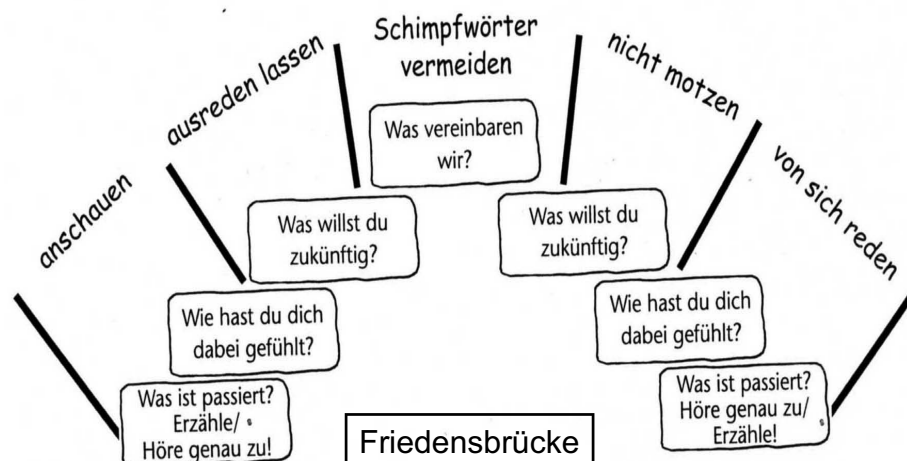 anschauen
ausreden lassen
Schimpfwörter
vermeiden
nicht motzen
von sich reden
Was vereinbaren
wir?
Was willst du
zukünftig?
Was willst du
zukünftig?
Wie hast du dich
dabei gefühlt?
Wie hast du dich
dabei gefühlt?
Was ist passiert?
Erzähle/
Höre genau zu!
Was ist passiert?
Höre genau zu/
Erzähle!
Friedensbrücke